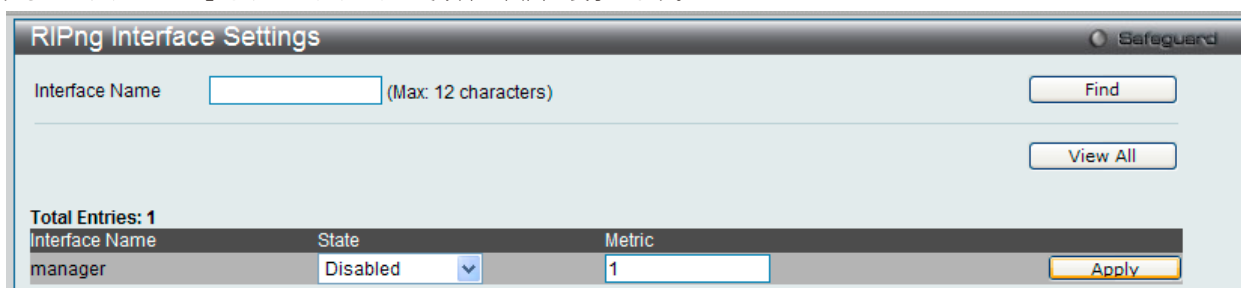 RIPng Interface Settings
Safeguard
Interface Name (Max: 12 characters) Find
View All
Total Entries: 1
Interface Name State Metric
manager Disabled 1 Apply